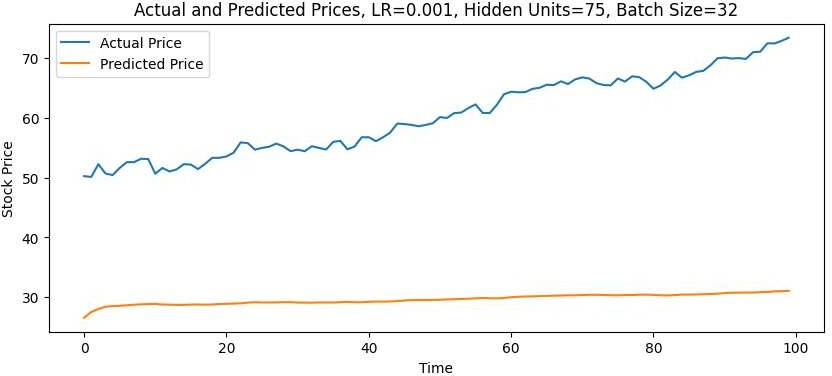 Actual and Predicted Prices, LR=0.001, Hidden Units=75, Batch Size=32
Actual Price
Predicted Price
70
60
50
40
30
Stock Price
0 20 40 60 80 100
Time